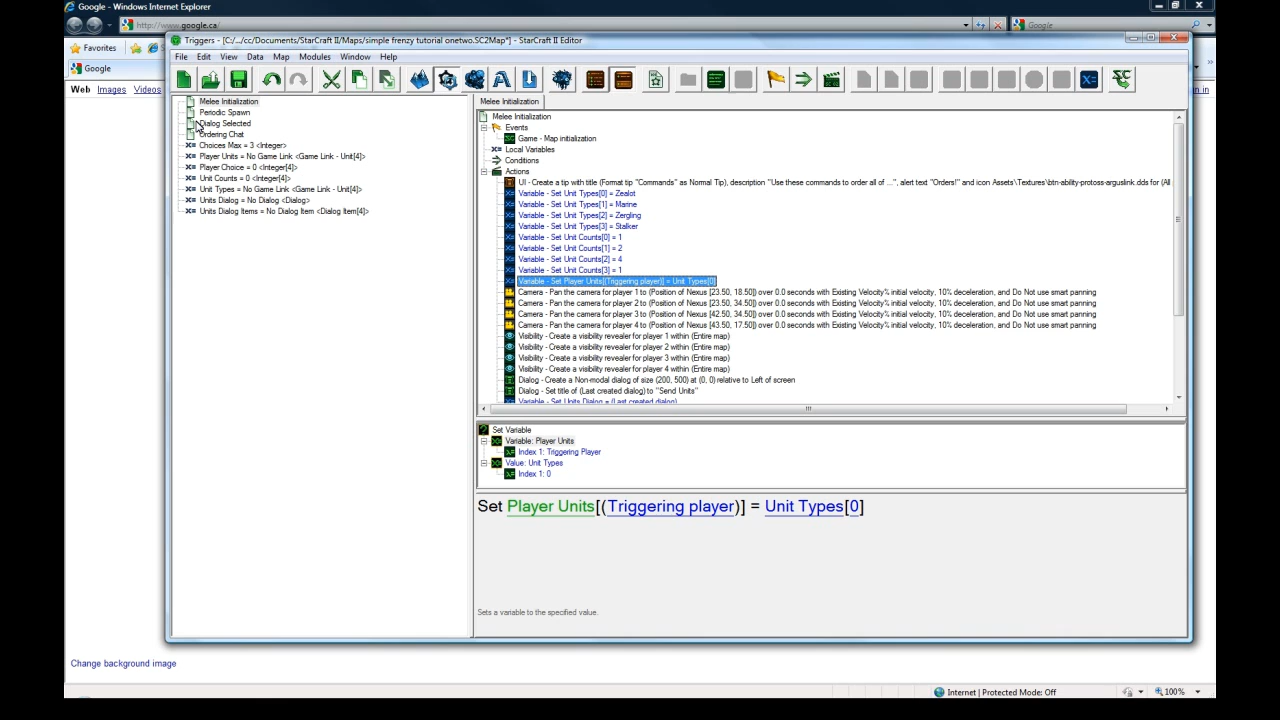 Google - Windows Internet Explorer
http://www.google.ca/
Google
Triggers - [C:/.../cc/Documents/StarCraft II/Maps/simple frenzy tutorial onetwo.SC2Map*] - StarCraft II Editor
Favorites
File Edit View Data Map Modules Window Help
Google
Web Images Videos
Melee Initialization
Periodic Spawn
Dialog Selected
Ordering Chat
Choices Max = 3 <Integer>
Player Units = No Game Link <Game Link - Unit[4]>
Player Choice = 0 <Integer[4]>
Unit Counts = 0 <Integer[4]>
Unit Types = No Game Link <Game Link - Unit[4]>
Units Dialog = No Dialog <Dialog>
Units Dialog Items = No Dialog Item <Dialog Item[4]>
Melee Initialization
Melee Initialization
Events
Game - Map initialization
Local Variables
Conditions
Actions
UI - Create a tip with title (Format tip "Commands" as Normal Tip), description "Use these commands to order all of ...", alert text "Orders!" and icon Assets\Textures\btn-ability-protoss-arguslink.dds for (All
Variable - Set Unit Types[0] = Zealot
Variable - Set Unit Types[1] = Marine
Variable - Set Unit Types[2] = Zergling
Variable - Set Unit Types[3] = Stalker
Variable - Set Unit Counts[0] = 1
Variable - Set Unit Counts[1] = 2
Variable - Set Unit Counts[2] = 4
Variable - Set Unit Counts[3] = 1
Variable - Set Player Units[(Triggering player)] = Unit Types[0]
Camera - Pan the camera for player 1 to (Position of Nexus [23.50, 18.50]) over 0.0 seconds with Existing Velocity% initial velocity, 10% deceleration, and Do Not use smart panning
Camera - Pan the camera for player 2 to (Position of Nexus [23.50, 34.50]) over 0.0 seconds with Existing Velocity% initial velocity, 10% deceleration, and Do Not use smart panning
Camera - Pan the camera for player 3 to (Position of Nexus [42.50, 34.50]) over 0.0 seconds with Existing Velocity% initial velocity, 10% deceleration, and Do Not use smart panning
Camera - Pan the camera for player 4 to (Position of Nexus [43.50, 17.50]) over 0.0 seconds with Existing Velocity% initial velocity, 10% deceleration, and Do Not use smart panning
Visibility - Create a visibility revealer for player 1 within (Entire map)
Visibility - Create a visibility revealer for player 2 within (Entire map)
Visibility - Create a visibility revealer for player 3 within (Entire map)
Visibility - Create a visibility revealer for player 4 within (Entire map)
Dialog - Create a Non-modal dialog of size (200, 500) at (0, 0) relative to Left of screen
Dialog - Set title of (Last created dialog) to "Send Units"
Variable - Set Units Dialog = (Last created dialog)
Set Variable
Variable: Player Units
Index 1: Triggering Player
Value: Unit Types
Index 1: 0
Set Player Units[(Triggering player)] = Unit Types[0]
Sets a variable to the specified value.
Change background image
Internet | Protected Mode: Off
100%